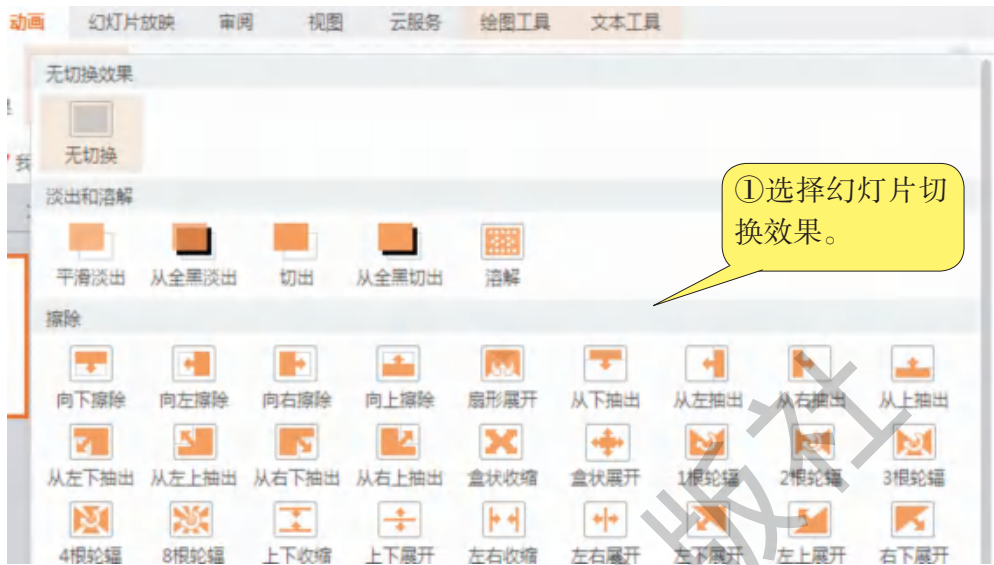 动画 幻灯片放映 审阅 视图 云服务 绘图工具 文本工具
无切换效果
无切换
我
淡出和溶解
①选择幻灯片切
换效果。
平滑淡出 从全黑淡出 切出 从全黑切出 溶解
擦除
向下擦除 向左擦除 向右擦除 向上擦除 扇形展开 从下抽出 从左抽出 从右抽出 从上抽出
从左下抽出 从左上抽出 从右下抽出 从右上抽出 盒状收缩 盒状展开 1根轮辐 2根轮辐 3根轮辐
4根轮辐 8根轮辐 上下收缩 上下展开 左右收缩 左右展开 左下展开 左上展开 右下展开
版社